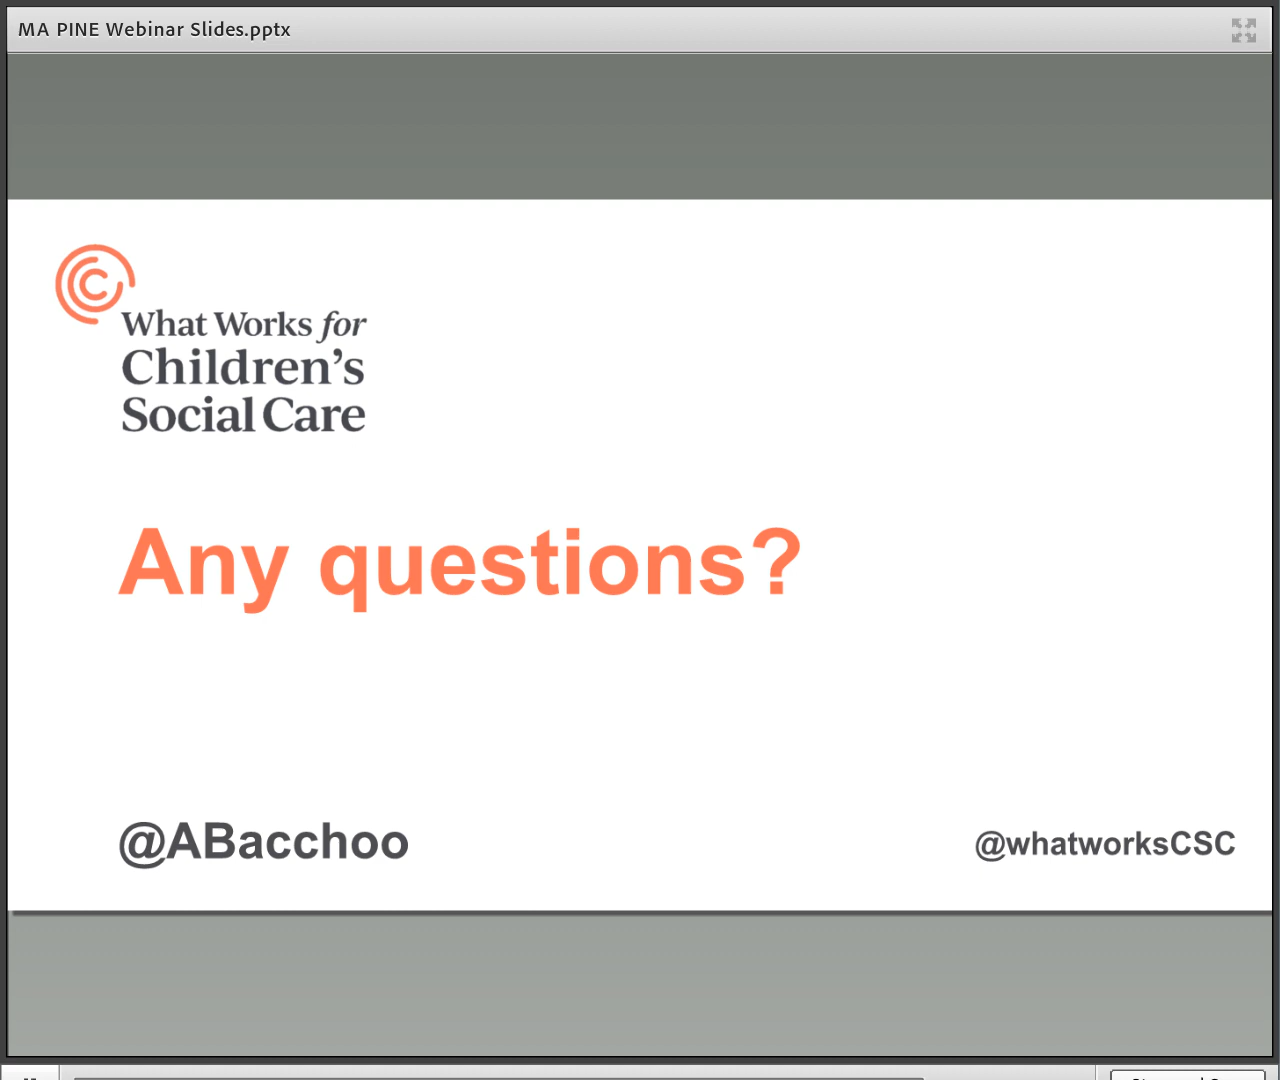 MA PINE Webinar Slides.pptx
What Works for
Children's
Social Care
Any questions?
@ABacchoo
@whatworksCSC